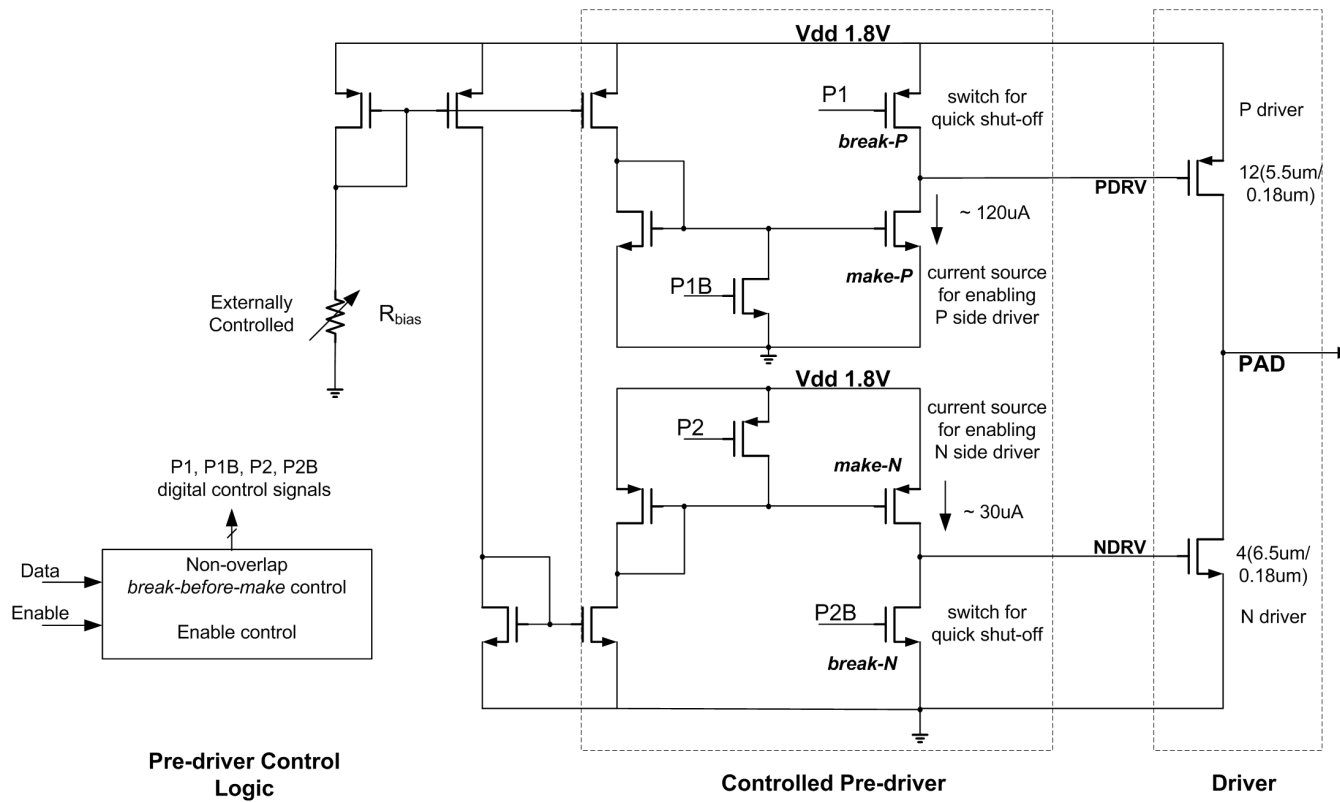 Vdd 1.8V
P1
switch for
quick shut-off
break-P
P driver
PDRV
12(5.5um/
0.18um)
~ 120uA
make-P
current source
for enabling
P side driver
P1B
Externally
Controlled
Rbias
PAD
Vdd 1.8V
P2
current source
for enabling
N side driver
make-N
~ 30uA
P1, P1B, P2, P2B
digital control signals
NDRV
4(6.5um/
0.18um)
N driver
Data
Enable
Non-overlap
break-before-make control
Enable control
P2B
switch for
quick shut-off
break-N
Pre-driver Control
Logic
Controlled Pre-driver
Driver